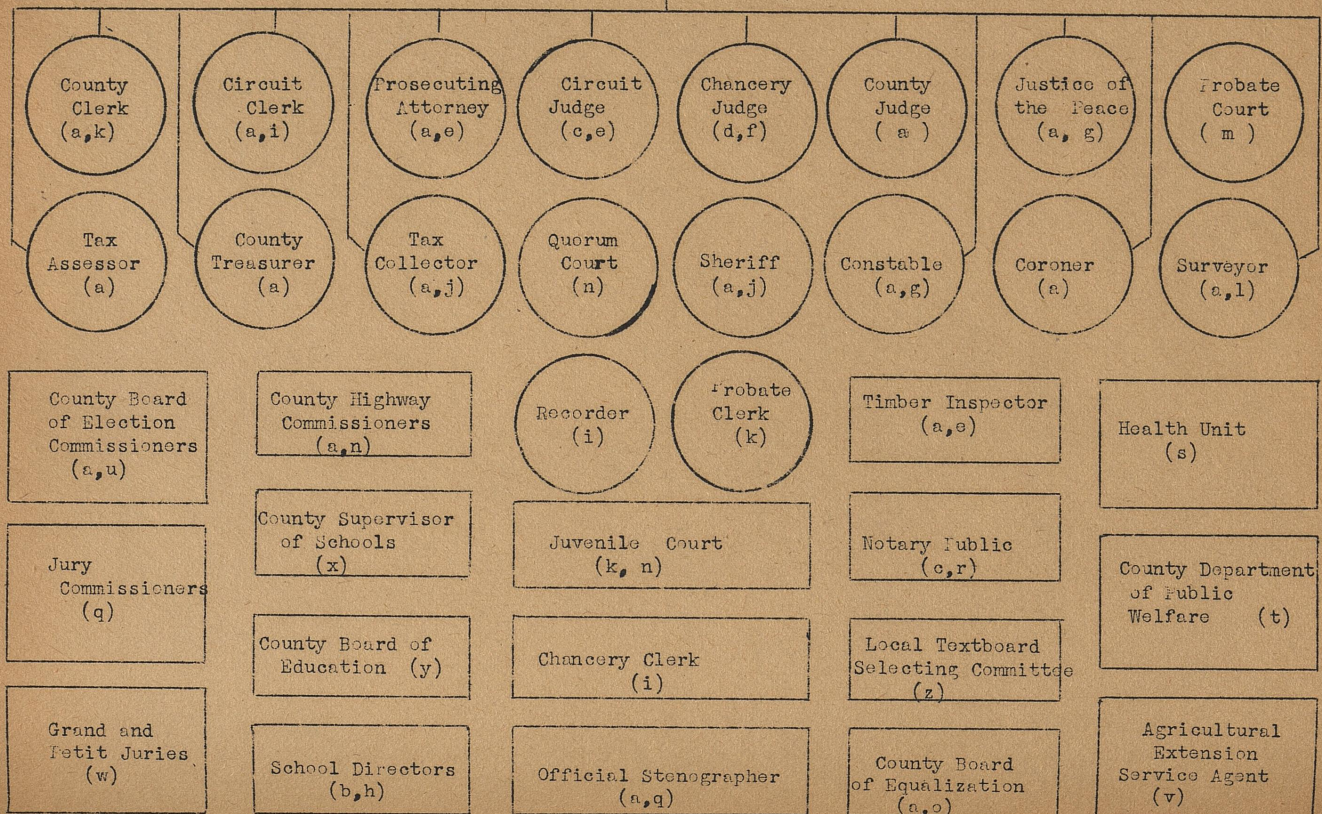 County
Clerk
(a,k)
Circuit
Clerk
(a,i)
Prosecuting
Attorney
(a,e)
Circuit
Judge
(c,e)
Chancery
Judge
(d,f)
County
Judge
(a )
Justice of
the Peace
(a, g)
Probate
Court
( m )
Tax
Assessor
(a)
County
Treasurer
(a)
Tax
Collector
(a,j)
Quorum
Court
(n)
Sheriff
(a,j)
Constable
(a,g)
Coroner
(a)
Surveyor
(a,l)
County Board
of Election
Commissioners
(a,u)
County Highway
Commissioners
(a,n)
Recorder
(i)
Probate
Clerk
(k)
Timber Inspector
(a,e)
Health Unit
(s)
County Supervisor
of Schools
(x)
Juvenile Court
(k, n)
Notary Public
(c,r)
Jury
Commissioners
(q)
County Department
of Public
Welfare (t)
County Board of
Education (y)
Chancery Clerk
(i)
Local Textboard
Selecting Committee
(z)
Grand and
Petit Juries
(w)
School Directors
(b,h)
Official Stenographer
(a,q)
County Board
of Equalization
(a,o)
Agricultural
Extension
Service Agent
(v)